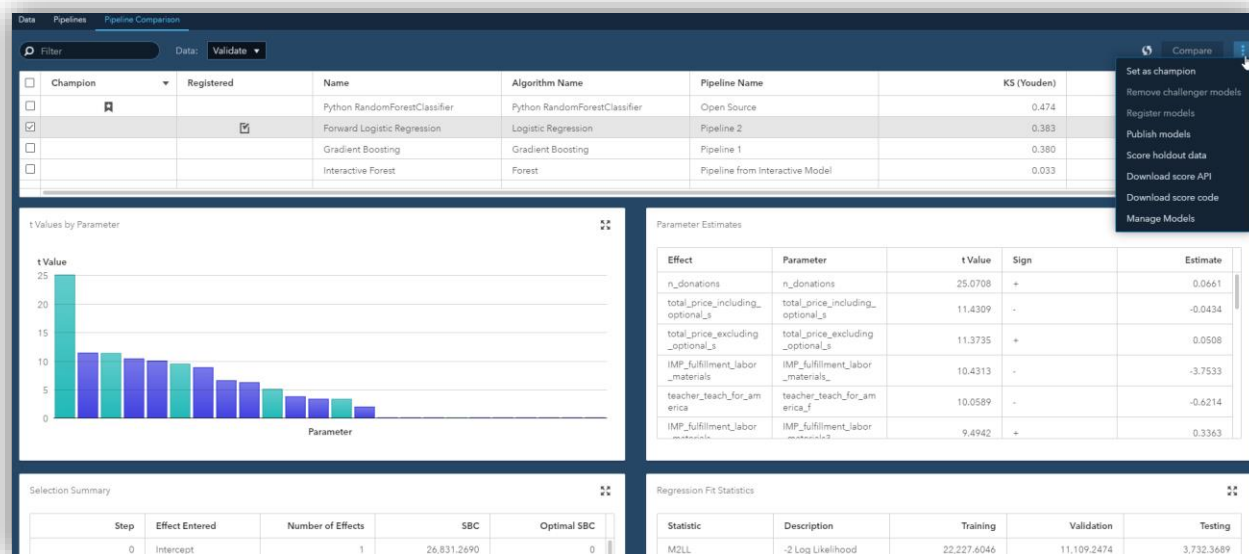 Data Pipelines Pipeline Comparison
Filter Data: Validate Compare
Set as champion
Remove challenger models
Register models
Publish models
Score holdout data
Download score API
Download score code
Manage Models
Champion Registered Name Algorithm Name Pipeline Name KS (Youden)
Python RandomForestClassifier Python RandomForestClassifier Open Source 0.474
Forward Logistic Regression Logistic Regression Pipeline 2 0.383
Gradient Boosting Gradient Boosting Pipeline 1 0.380
Interactive Forest Forest Pipeline from Interactive Model 0.033
t Values by Parameter
t Value
25
20
15
10
5
0
Parameter
Parameter Estimates
Effect Parameter t Value Sign Estimate
n_donations n_donations 25.0708 + 0.0661
total_price_including_ total_price_including_
optional_s optional_s 11.4309 - -0.0434
total_price_excluding total_price_excluding
_optional_s _optional_s 11.3735 + 0.0508
IMP_fulfillment_labor IMP_fulfillment_labor
_materials _materials_ 10.4313 - -3.7533
teacher_teach_for_am teacher_teach_for_am
erica erica_f 10.0589 - -0.6214
IMP_fulfillment_labor IMP_fulfillment_labor
9.4942 + 0.3363
Selection Summary
Step Effect Entered Number of Effects SBC Optimal SBC
0 Intercept 1 26,831.2690 0
Regression Fit Statistics
Statistic Description Training Validation Testing
M2LL -2 Log Likelihood 22,227.6046 11,109.2474 3,732.3689